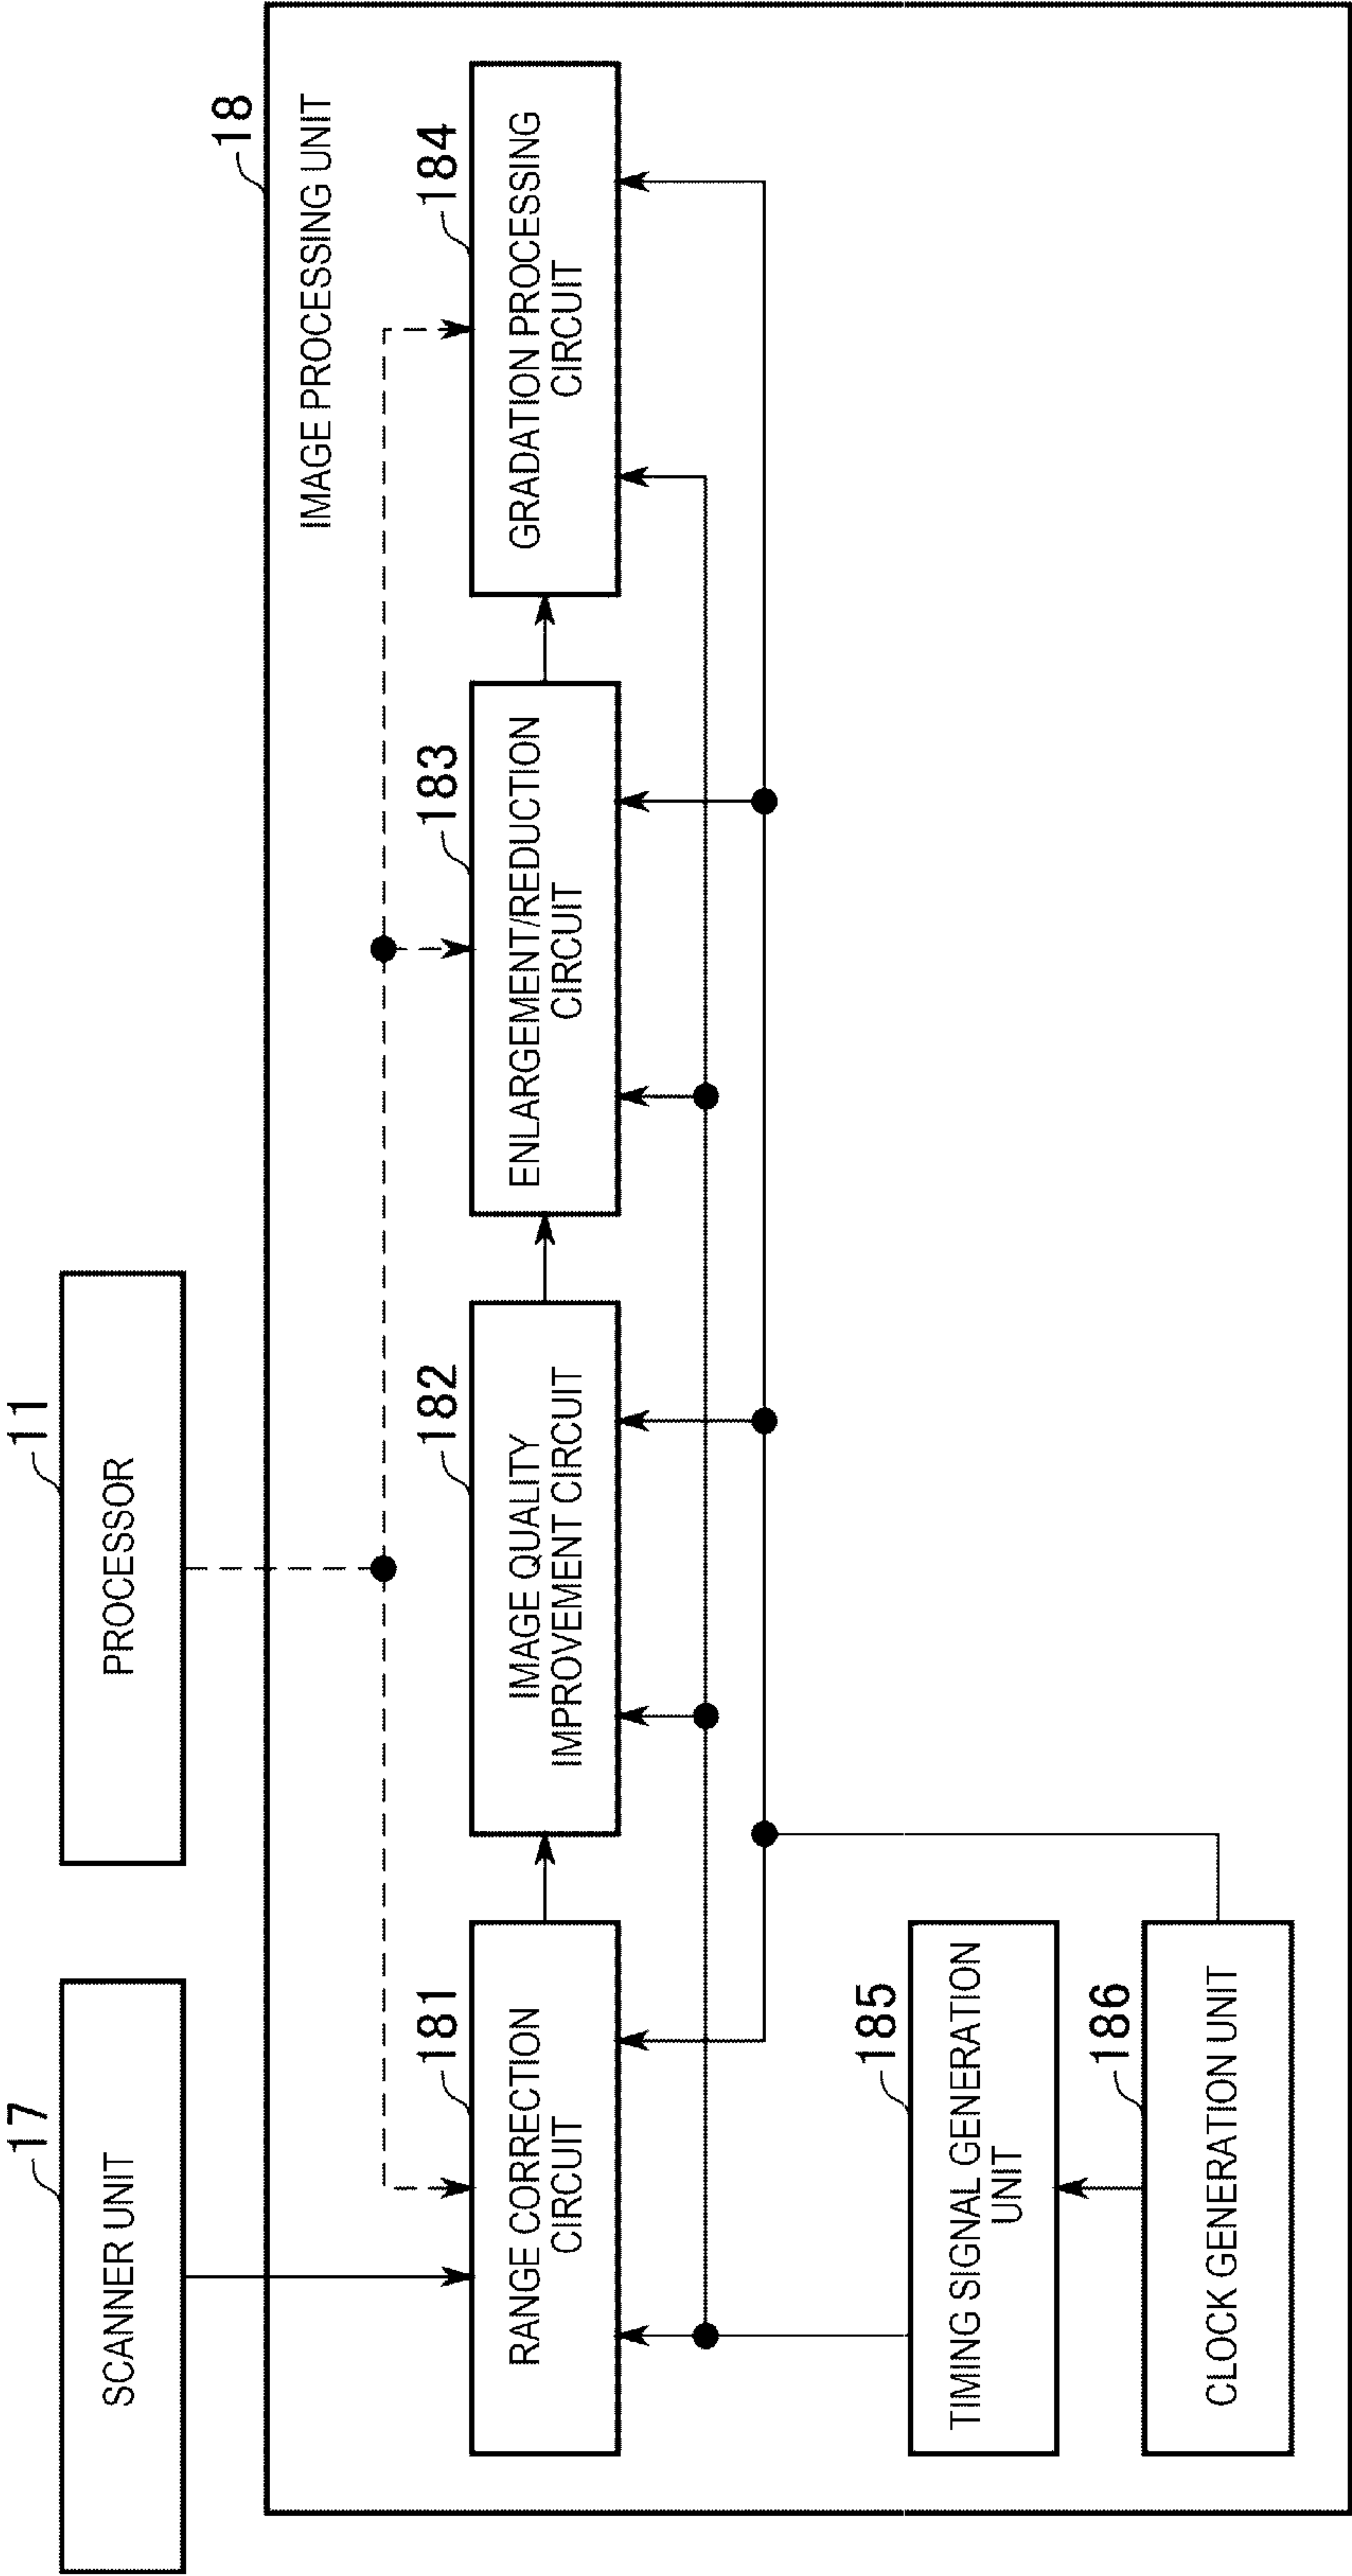 17
SCANNER UNIT
11
PROCESSOR
18
IMAGE PROCESSING UNIT
181
RANGE CORRECTION
CIRCUIT
182
IMAGE QUALITY
IMPROVEMENT CIRCUIT
183
ENLARGEMENT/REDUCTION
CIRCUIT
184
GRADATION PROCESSING
CIRCUIT
185
TIMING SIGNAL GENERATION
UNIT
186
CLOCK GENERATION UNIT